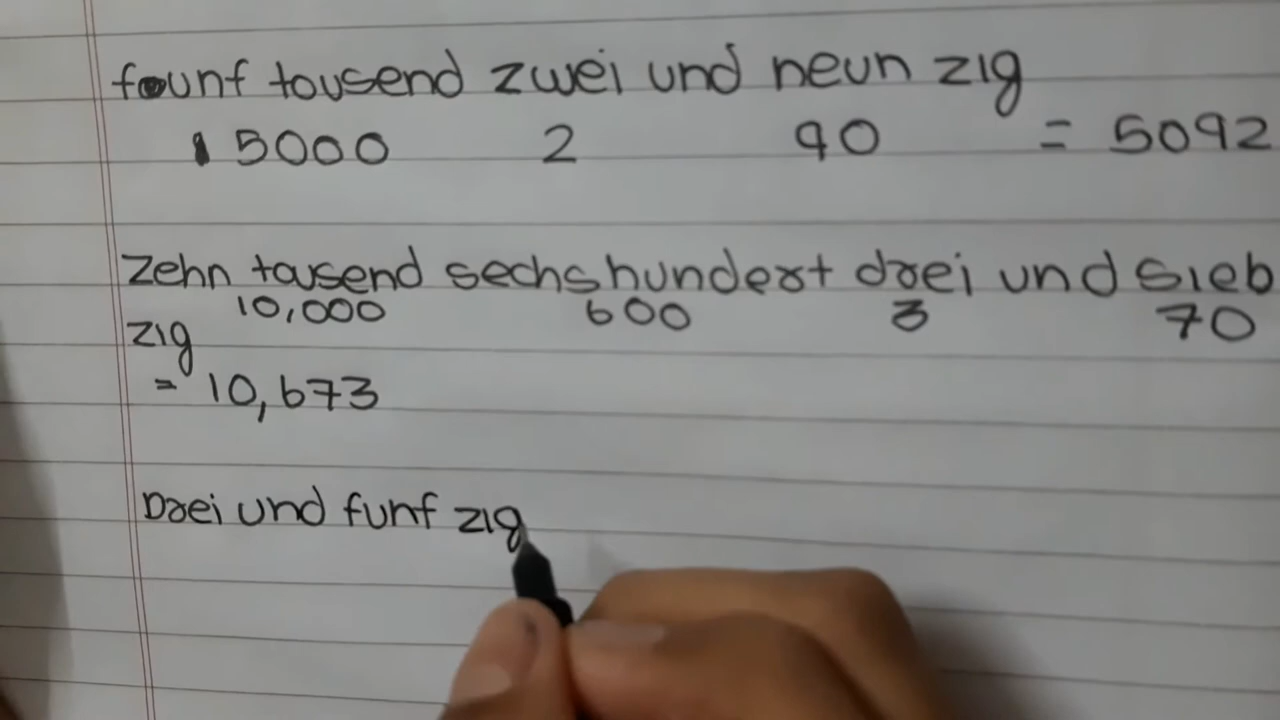 founf tousend zwei und neun zig
5000 2 90 = 5092
zehn tausend sechshundert drei und sieb
10,000 600 3 70
zig
= 10,673
Drei und funf zig